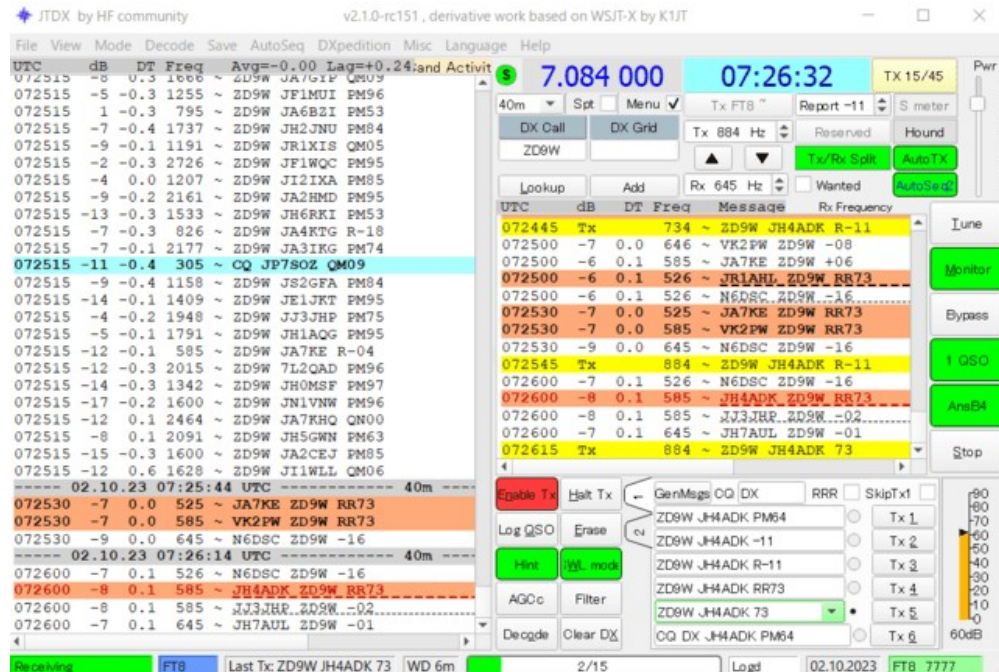 JTDX by HF community v2.1.0-rc151 , derivative work based on WSJT-X by K1JT
File View Mode Decode Save AutoSeq DXpedition Misc Language Help
UTC dB DT Freq Avg=-0.00 Lag=+0.24 and Activit
072515 -8 0.3 1666 ~ ZD9W JA7GIP QM09
072515 -5 -0.3 1255 ~ ZD9W JF1MUI PM96
072515 1 -0.3 795 ~ ZD9W JA6BZI PM53
072515 -7 -0.4 1737 ~ ZD9W JH2JNU PM84
072515 -9 -0.1 1191 ~ ZD9W JR1XIS QM05
072515 -2 -0.3 2726 ~ ZD9W JF1WQC PM95
072515 -4 0.0 1207 ~ ZD9W JI2IXA PM85
072515 -9 -0.2 2161 ~ ZD9W JA2HMD PM95
072515 -13 -0.3 1533 ~ ZD9W JH6RKI PM53
072515 -7 -0.3 826 ~ ZD9W JA4KTG R-18
072515 -7 -0.1 2177 ~ ZD9W JA3IKG PM74
072515 -11 -0.4 305 ~ CQ JP7SOZ QM09
072515 -9 -0.4 1158 ~ ZD9W JS2GFA PM84
072515 -14 -0.1 1409 ~ ZD9W JE1JKT PM95
072515 -4 -0.2 1948 ~ ZD9W JJ3JHP PM75
072515 -5 -0.1 1791 ~ ZD9W JH1AQG PM95
072515 -12 -0.1 585 ~ ZD9W JA7KE R-04
072515 -12 -0.3 2015 ~ ZD9W 7L2QAD PM96
072515 -14 -0.3 1342 ~ ZD9W JH0MSF PM97
072515 -17 -0.2 1600 ~ ZD9W JN1VNW PM96
072515 -12 0.1 2464 ~ ZD9W JA7KHQ QN00
072515 -8 0.1 2091 ~ ZD9W JH5GWN PM63
072515 -15 -0.3 1600 ~ ZD9W JA2CEJ PM85
072515 -12 0.6 1628 ~ ZD9W JI1WLL QM06
----- 02.10.23 07:25:44 UTC ------------ 40m ----
072530 -7 0.0 525 ~ JA7KE ZD9W RR73
072530 -7 0.0 585 ~ VK2PW ZD9W RR73
072530 -9 0.0 645 ~ N6DSC ZD9W -16
----- 02.10.23 07:26:14 UTC ------------ 40m ----
072600 -7 0.1 526 ~ N6DSC ZD9W -16
072600 -8 0.1 585 ~ JH4ADK ZD9W RR73
072600 -8 0.1 585 ~ JJ3JHP ZD9W -02
072600 -7 0.1 645 ~ JH7AUL ZD9W -01
S 7.084 000 07:26:32 TX 15/45 Pwr
40m Spt Menu Tx FT8 ~ Report -11 S meter
DX Call DX Grid Tx 884 Hz Reserved Hound
ZD9W Tx/Rx Split AutoTX
Lookup Add Rx 645 Hz Wanted AutoSeq2
UTC dB DT Freq Message Rx Frequency
072445 Tx 734 ~ ZD9W JH4ADK R-11
072500 -7 0.0 646 ~ VK2PW ZD9W -08
072500 -6 0.1 585 ~ JA7KE ZD9W +06
072500 -6 0.1 526 ~ JR1AHL ZD9W RR73
072500 -6 0.1 526 ~ N6DSC ZD9W -16
072530 -7 0.0 525 ~ JA7KE ZD9W RR73
072530 -7 0.0 585 ~ VK2PW ZD9W RR73
072530 -9 0.0 645 ~ N6DSC ZD9W -16
072545 Tx 884 ~ ZD9W JH4ADK R-11
072600 -7 0.1 526 ~ N6DSC ZD9W -16
072600 -8 0.1 585 ~ JH4ADK ZD9W RR73
072600 -8 0.1 585 ~ JJ3JHP ZD9W -02
072600 -7 0.1 645 ~ JH7AUL ZD9W -01
072615 Tx 884 ~ ZD9W JH4ADK 73
Tune
Monitor
Bypass
1 QSO
AnsB4
Stop
Enable Tx Halt Tx 1 GenMsgs CQ DX RRR SkipTx1
Log QSO Erase 2 ZD9W JH4ADK PM64 Tx 1
ZD9W JH4ADK -11 Tx 2
Hint SWL mode ZD9W JH4ADK R-11 Tx 3
AGCc Filter ZD9W JH4ADK RR73 Tx 4
ZD9W JH4ADK 73 Tx 5
Decode Clear DX CQ DX JH4ADK PM64 Tx 6
90
80
70
60
50
40
30
20
10
0
60dB
Receiving FT8 Last Tx: ZD9W JH4ADK 73 WD 6m 2/15 Logd 02.10.2023 FT8 7777